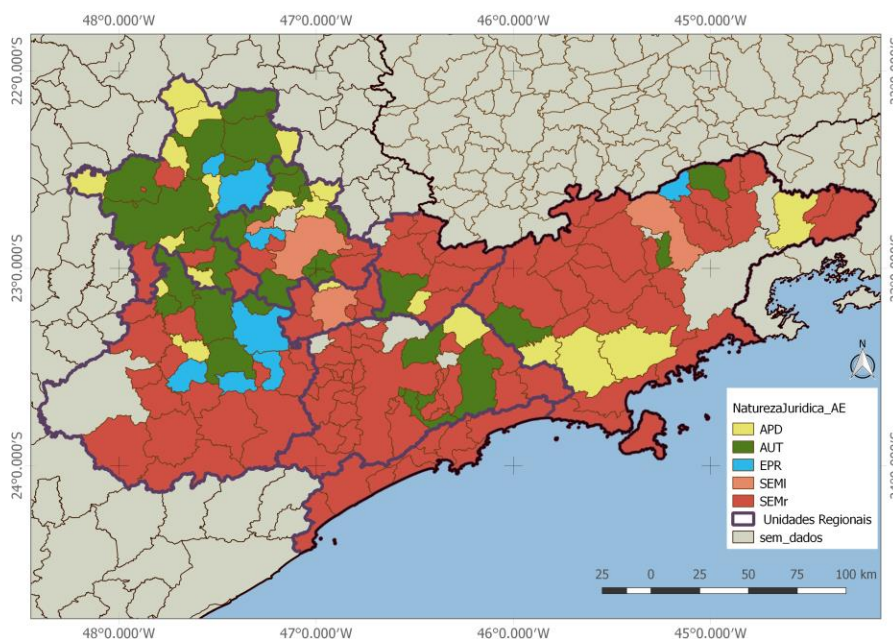 48°0.000'W 47°0.000'W 46°0.000'W 45°0.000'W
22°0.000'S
23°0.000'S
24°0.000'S
N
NaturezaJuridica_AE
APD
AUT
EPR
SEMl
SEMr
Unidades Regionais
sem_dados
25 0 25 50 75 100 km
48°0.000'W 47°0.000'W 46°0.000'W 45°0.000'W